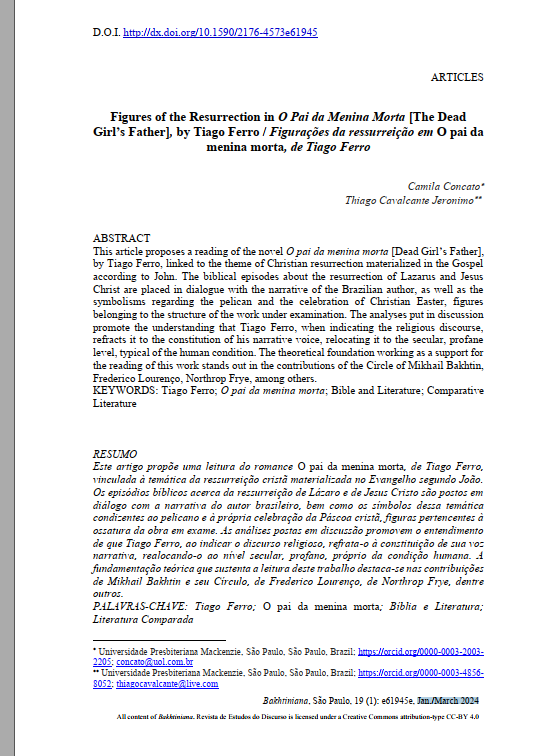 D.O.I. http://dx.doi.org/10.1590/2176-4573e61945
ARTICLES
Figures of the Resurrection in O Pai da Menina Morta [The Dead
Girl's Father], by Tiago Ferro / Figurações da ressurreição em O pai da
menina morta, de Tiago Ferro
Camila Concato*
Thiago Cavalcante Jeronimo**
ABSTRACT
This article proposes a reading of the novel O pai da menina morta [Dead Girl's Father],
by Tiago Ferro, linked to the theme of Christian resurrection materialized in the Gospel
according to John. The biblical episodes about the resurrection of Lazarus and Jesus
Christ are placed in dialogue with the narrative of the Brazilian author, as well as the
symbolisms regarding the pelican and the celebration of Christian Easter, figures
belonging to the structure of the work under examination. The analyses put in discussion
promote the understanding that Tiago Ferro, when indicating the religious discourse,
refracts it to the constitution of his narrative voice, relocating it to the secular, profane
level, typical of the human condition. The theoretical foundation working as a support for
the reading of this work stands out in the contributions of the Circle of Mikhail Bakhtin,
Frederico Lourenço, Northrop Frye, among others.
KEYWORDS: Tiago Ferro; O pai da menina morta; Bible and Literature; Comparative
Literature
RESUMO
Este artigo propõe uma leitura do romance O pai da menina morta, de Tiago Ferro,
vinculada à temática da ressurreição cristã materializada no Evangelho segundo João.
Os episódios bíblicos acerca da ressurreição de Lázaro e de Jesus Cristo são postos em
diálogo com a narrativa do autor brasileiro, bem como os símbolos dessa temática
condizentes ao pelicano e à própria celebração da Páscoa cristã, figuras pertencentes à
ossatura da obra em exame. As análises postas em discussão promovem o entendimento
de que Tiago Ferro, ao indicar o discurso religioso, refrata-o à constituição de sua voz
narrativa, realocando-o ao nível secular, profano, próprio da condição humana. A
fundamentação teórica que sustenta a leitura deste trabalho destaca-se nas contribuições
de Mikhail Bakhtin e seu Círculo, de Frederico Lourenço, de Northrop Frye, dentre
outros.
PALAVRAS-CHAVE: Tiago Ferro; O pai da menina morta; Bíblia e Literatura;
Literatura Comparada
* Universidade Presbiteriana Mackenzie, São Paulo, São Paulo, Brazil; https://orcid.org/0000-0003-2003-
2205; concato@uol.com.br
** Universidade Presbiteriana Mackenzie, São Paulo, São Paulo, Brazil; https://orcid.org/0000-0003-4856-
8052; thiagocavalcante@live.com
Bakhtiniana, São Paulo, 19 (1): e61945e, Jan./March 2024
All content of Bakhtiniana. Revista de Estudos do Discurso is licensed under a Creative Commons attribution-type CC-BY 4.0